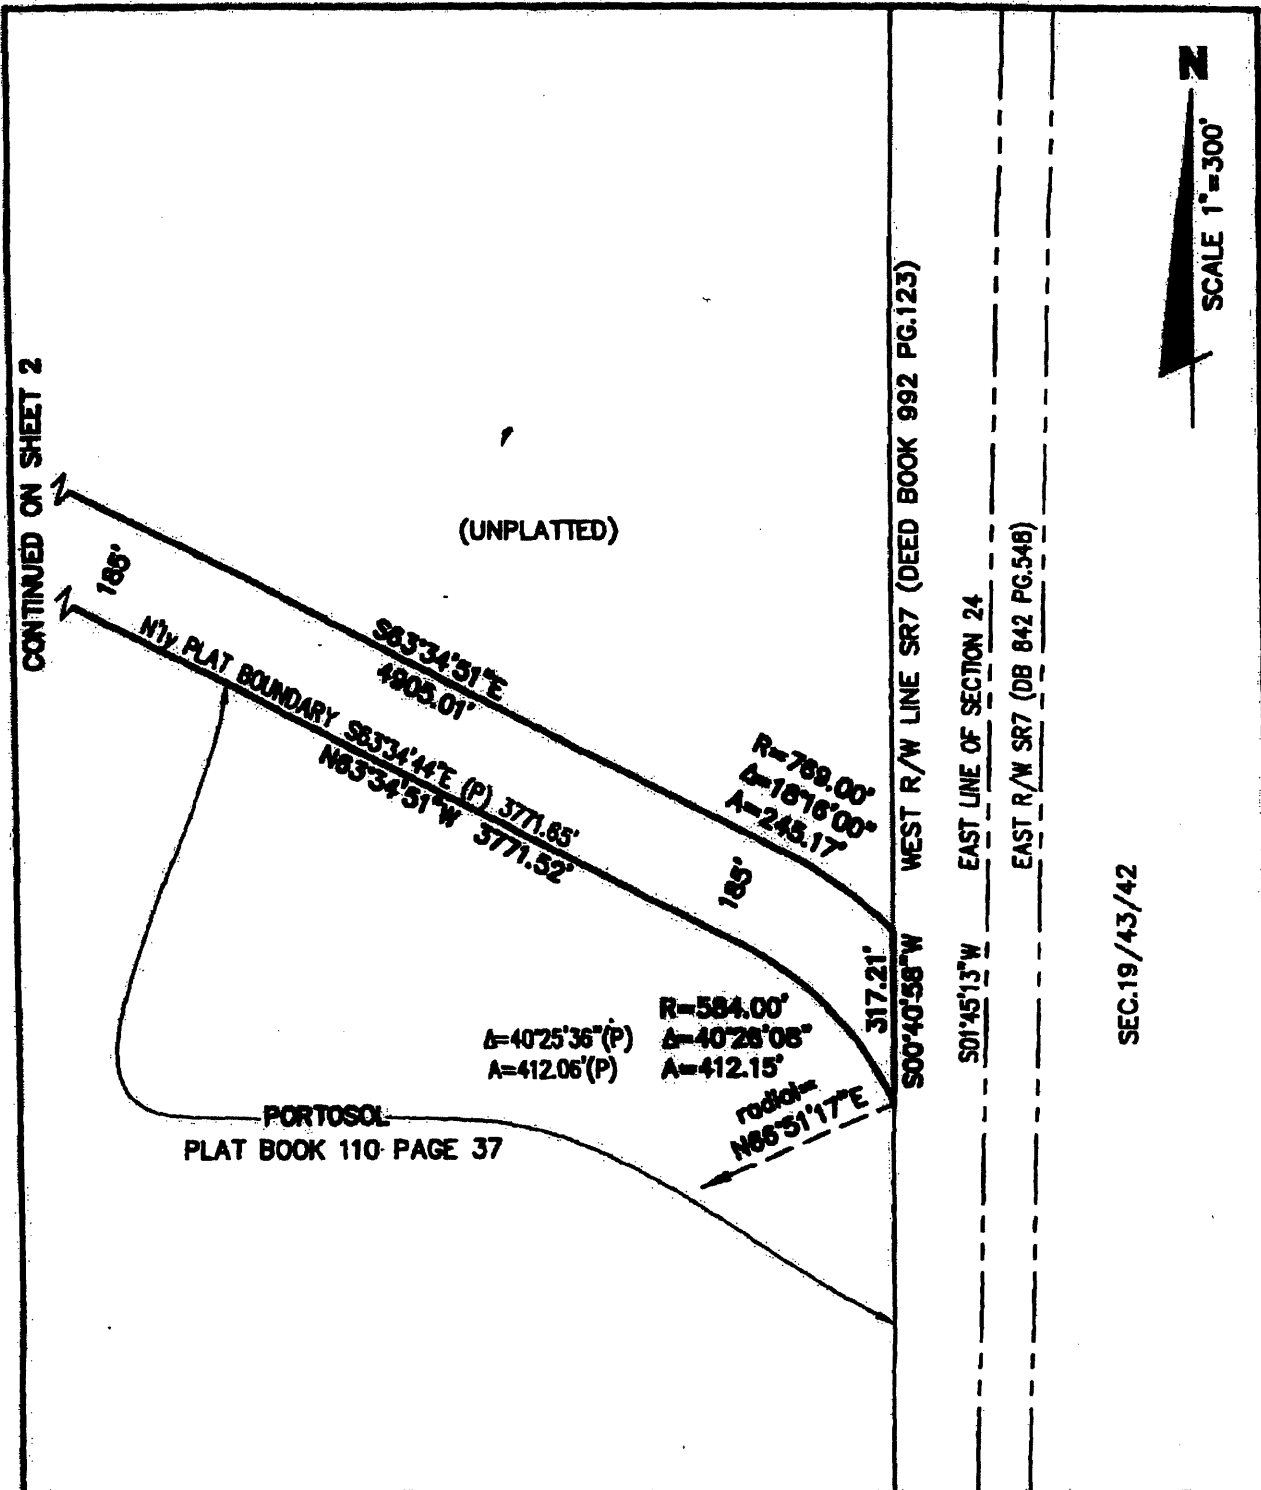 N
SCALE 1"=300'
CONTINUED ON SHEET 2
(UNPLATTED)
185'
S63°34'51"E
4905.01'
N'ly PLAT BOUNDARY S63°34'44"E (P) 3771.65'
N63°34'51"W 3771.52'
R=769.00'
Δ=18°16'00"
A=245.17'
185'
WEST R/W LINE SR7 (DEED BOOK 992 PG.123)
EAST LINE OF SECTION 24
EAST R/W SR7 (DB 842 PG.548)
SEC.19/43/42
317.21'
S00°40'58"W
S01°45'13"W
R=584.00'
Δ=40°25'36"(P)
Δ=40°26'08"
A=412.06'(P)
A=412.15'
radial=
N66°51'17"E
PORTOSOL
PLAT BOOK 110 PAGE 37